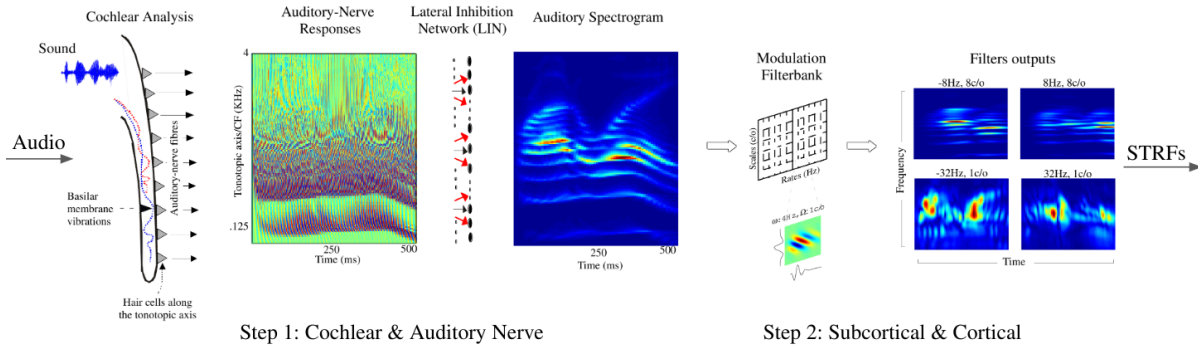 Cochlear Analysis
Sound
Audio
Auditory-nerve fibres
Basilar
membrane
vibrations
Hair cells along
the tonotopic axis
Auditory-Nerve
Responses
4
Tonotopic axis/CF (KHz)
.125
250
500
Time (ms)
Lateral Inhibition
Network (LIN)
Auditory Spectrogram
250
500
Time (ms)
Step 1: Cochlear & Auditory Nerve
Modulation
Filterbank
Scales (c/o)
Rates (Hz)
ω: 4Hz, Ω: 1c/o
Filters outputs
-8Hz, 8c/o
8Hz, 8c/o
-32Hz, 1c/o
32Hz, 1c/o
Frequency
Time
STRFs
Step 2: Subcortical & Cortical